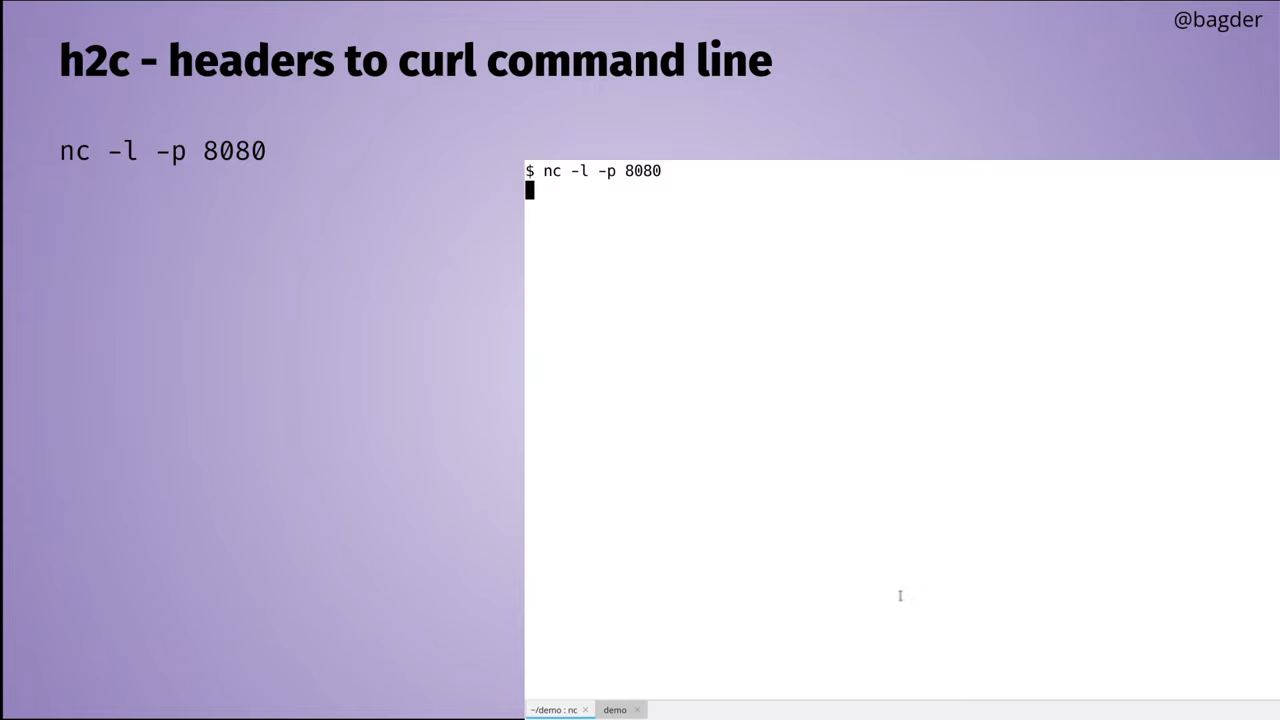 @bagder
h2c - headers to curl command line
nc -l -p 8080
$ nc -l -p 8080
~/demo : nc
demo